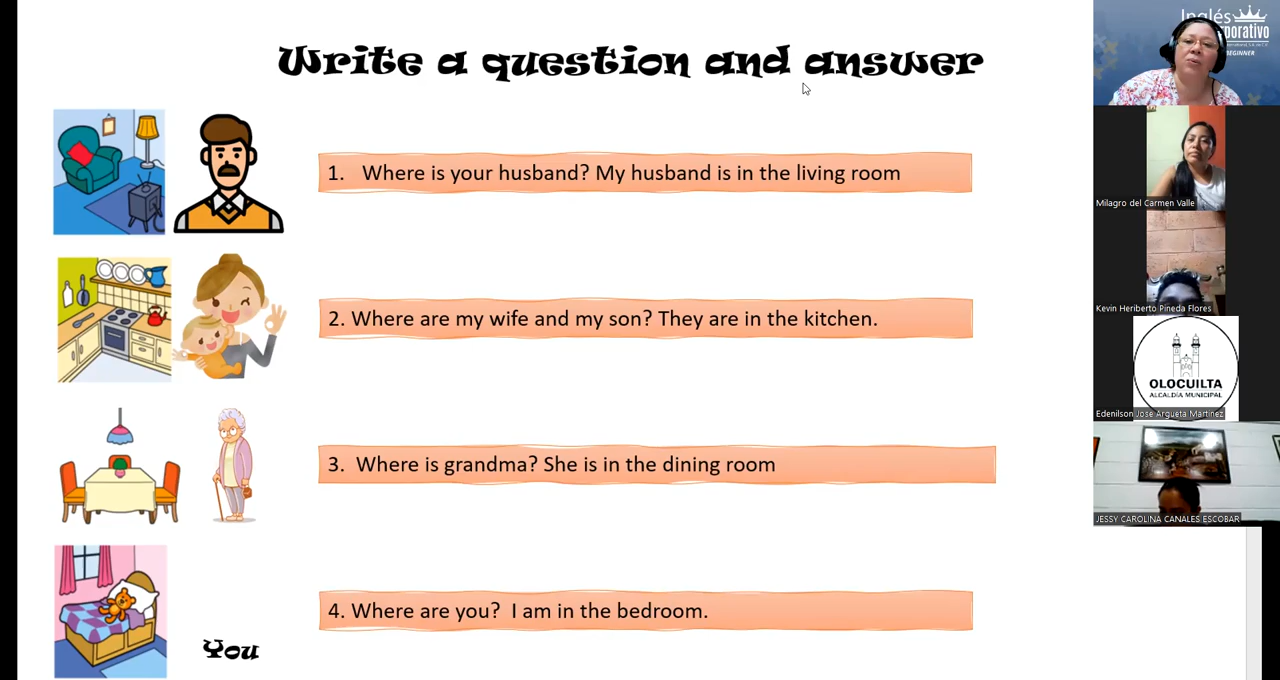 Write a question and answer
1. Where is your husband? My husband is in the living room
2. Where are my wife and my son? They are in the kitchen.
3. Where is grandma? She is in the dining room
4. Where are you? I am in the bedroom.
You
Inglés
BEGINNER
Milagro del Carmen Valle
Kevin Heriberto Pineda Flores
OLOCUILTA
ALCALDÍA MUNICIPAL
Edenilson Jose Argueta Martinez
JESSY CAROLINA CANALES ESCOBAR